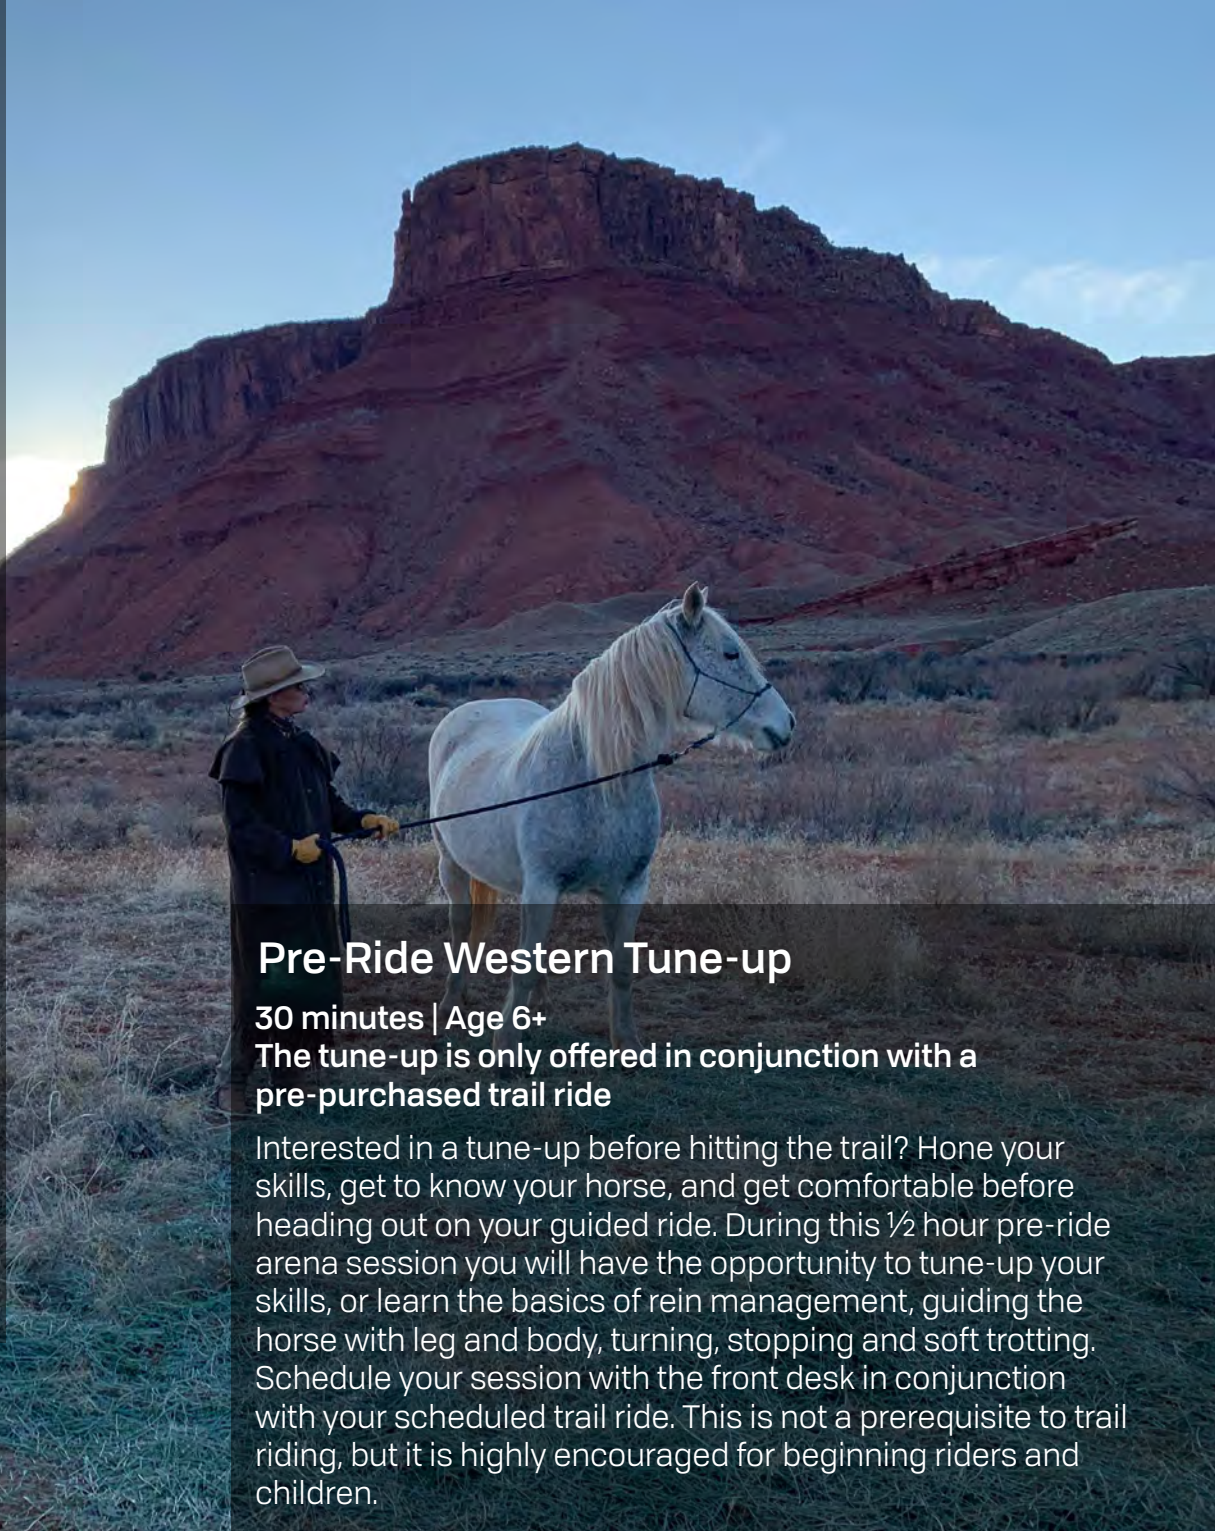 Pre-Ride Western Tune-up
30 minutes | Age 6+
The tune-up is only offered in conjunction with a
pre-purchased trail ride
Interested in a tune-up before hitting the trail? Hone your
skills, get to know your horse, and get comfortable before
heading out on your guided ride. During this ½ hour pre-ride
arena session you will have the opportunity to tune-up your
skills, or learn the basics of rein management, guiding the
horse with leg and body, turning, stopping and soft trotting.
Schedule your session with the front desk in conjunction
with your scheduled trail ride. This is not a prerequisite to trail
riding, but it is highly encouraged for beginning riders and
children.